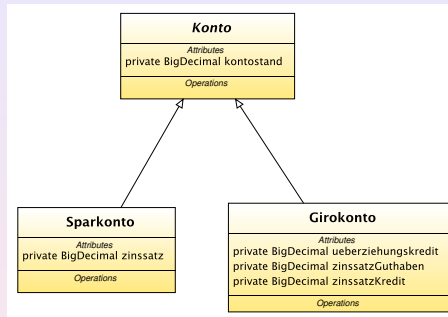 Konto
Attributes
private BigDecimal kontostand
Operations
Sparkonto
Attributes
private BigDecimal zinssatz
Operations
Girokonto
Attributes
private BigDecimal ueberziehungskredit
private BigDecimal zinssatzGuthaben
private BigDecimal zinssatzKredit
Operations